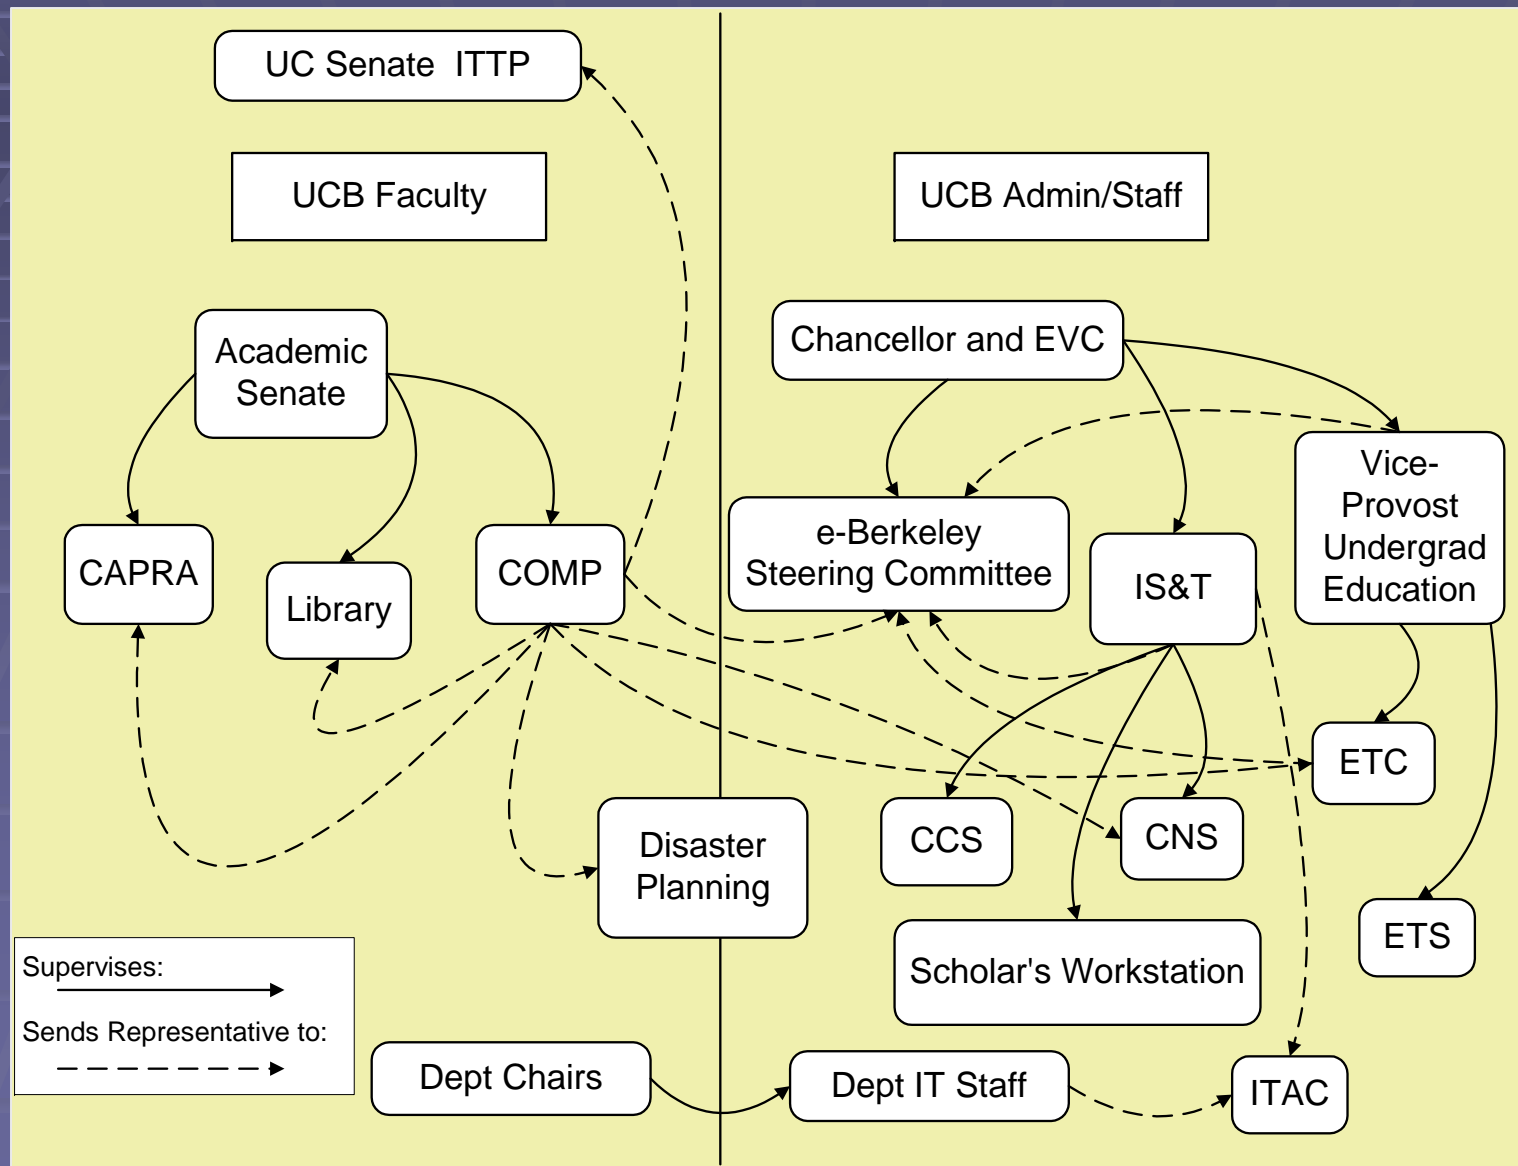 UC Senate ITTP
UCB Faculty
UCB Admin/Staff
Academic
Senate
Chancellor and EVC
CAPRA
Library
COMP
e-Berkeley
Steering Committee
IS&T
Vice-
Provost
Undergrad
Education
ETC
CCS
CNS
Disaster
Planning
ETS
Scholar's Workstation
Supervises:
Sends Representative to:
Dept Chairs
Dept IT Staff
ITAC